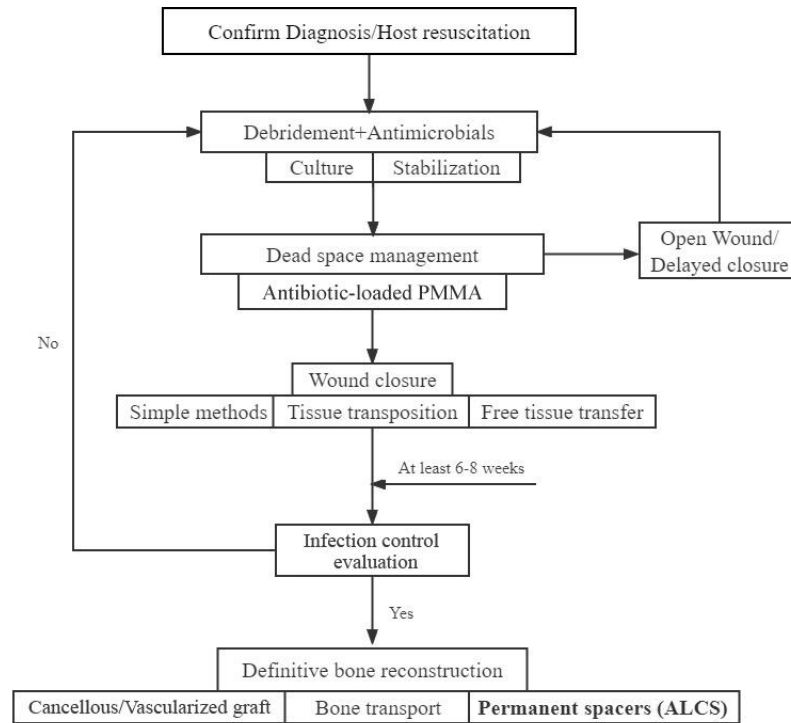 Confirm Diagnosis/Host resuscitation
Debridement+Antimicrobials
Culture
Stabilization
Dead space management
Antibiotic-loaded PMMA
Open Wound/
Delayed closure
No
Wound closure
Simple methods
Tissue transposition
Free tissue transfer
At least 6-8 weeks
Infection control
evaluation
Yes
Definitive bone reconstruction
Cancellous/Vascularized graft
Bone transport
Permanent spacers (ALCS)